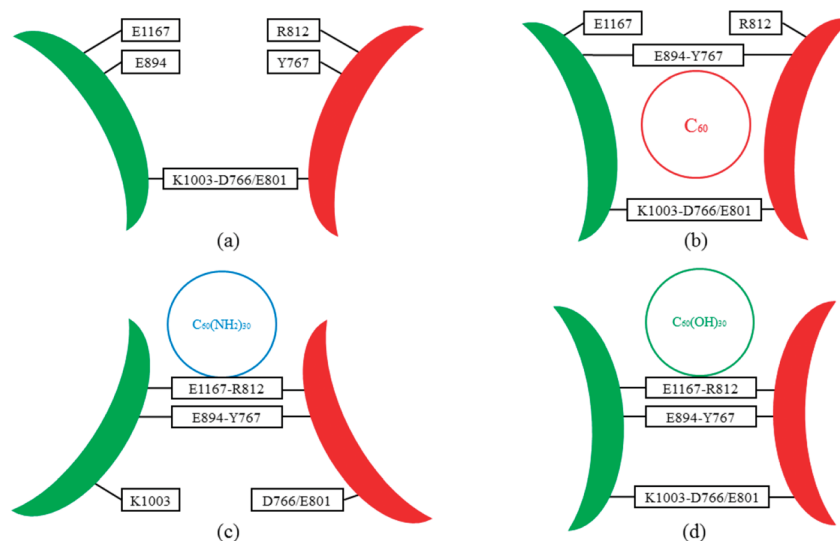 E1167
R812
E894
Y767
K1003-D766/E801
(a)
E1167
R812
E894-Y767
C₆₀
K1003-D766/E801
(b)
C₆₀(NH₂)₃₀
E1167-R812
E894-Y767
K1003
D766/E801
(c)
C₆₀(OH)₃₀
E1167-R812
E894-Y767
K1003-D766/E801
(d)